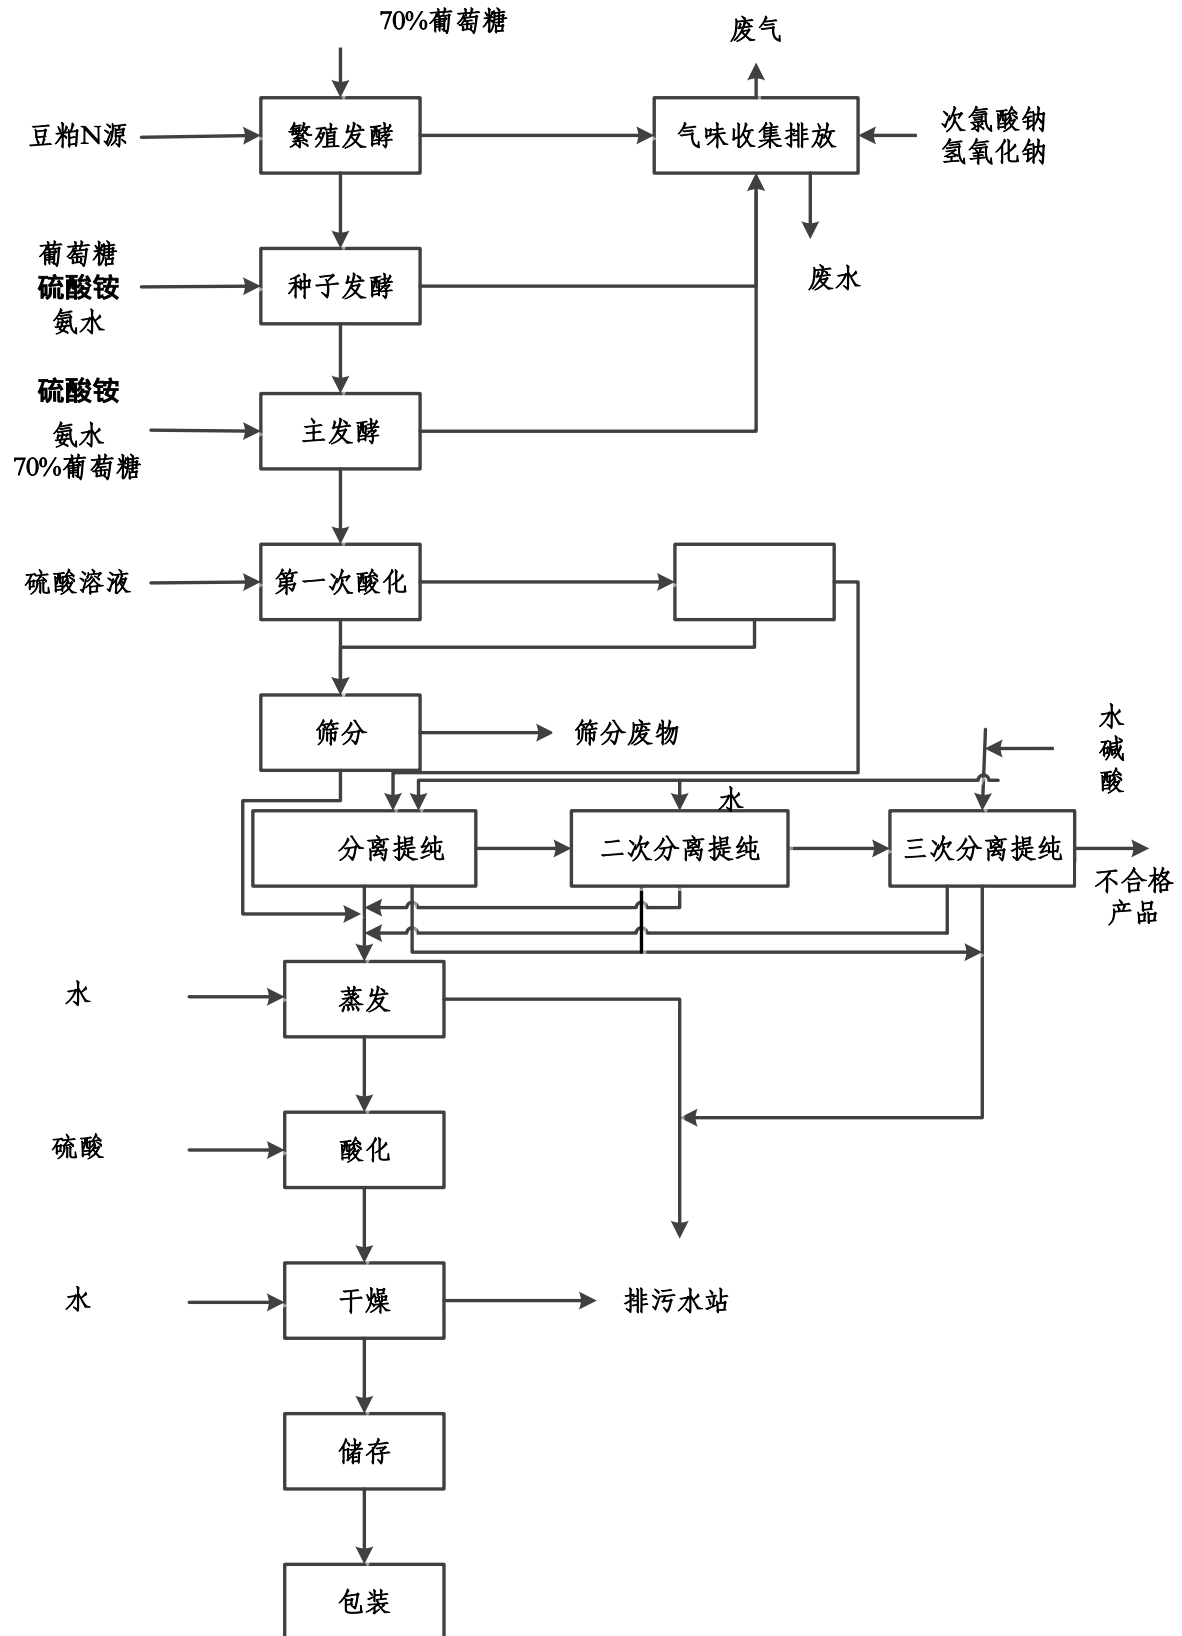 70%葡萄糖
废气
豆粕N源
繁殖发酵
气味收集排放
次氯酸钠
氢氧化钠
葡萄糖
硫酸铵
氨水
种子发酵
废水
硫酸铵
氨水
70%葡萄糖
主发酵
硫酸溶液
第一次酸化
筛分
筛分废物
水
碱
酸
水
分离提纯
二次分离提纯
三次分离提纯
不合格
产品
水
蒸发
硫酸
酸化
水
干燥
排污水站
储存
包装